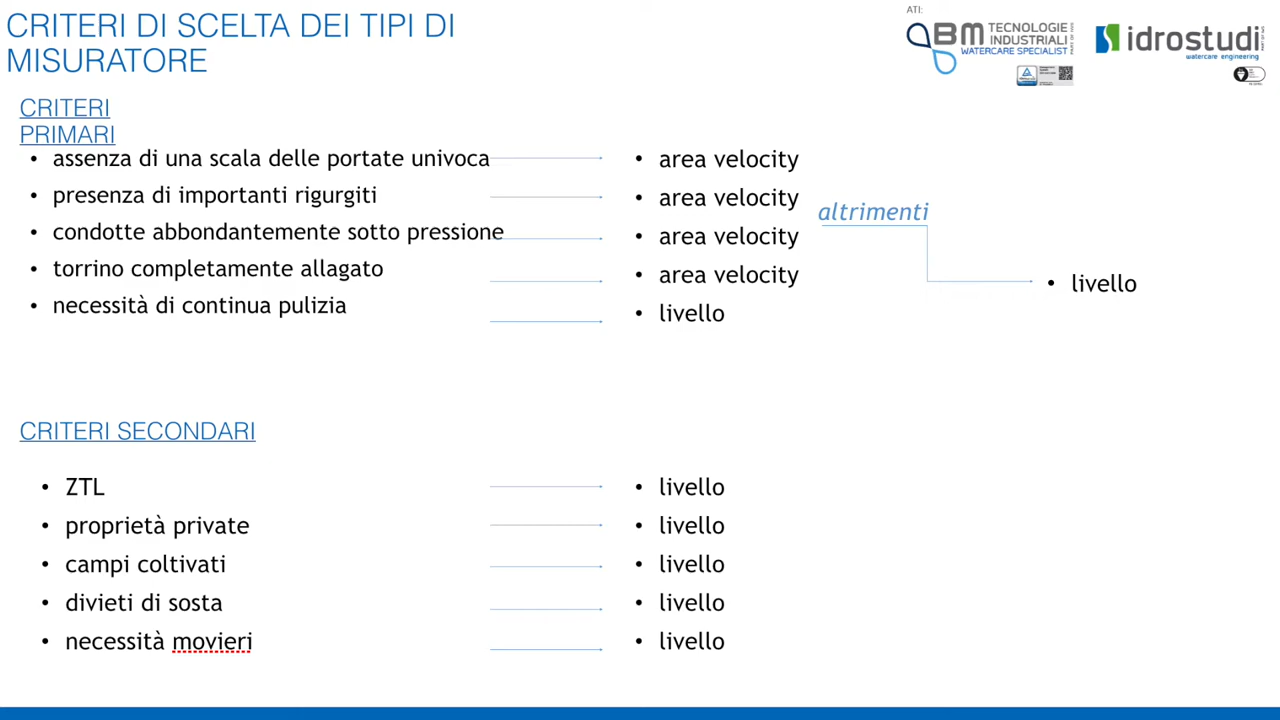 CRITERI DI SCELTA DEI TIPI DI
MISURATORE
ATI:
BM TECNOLOGIE
INDUSTRIALI
WATERCARE SPECIALIST
idrostudi
watercare engineering
CRITERI
PRIMARI
• assenza di una scala delle portate univoca
• area velocity
• presenza di importanti rigurgiti
• area velocity
altrimenti
• condotte abbondantemente sotto pressione
• area velocity
• torrino completamente allagato
• area velocity
• livello
• necessità di continua pulizia
• livello
CRITERI SECONDARI
• ZTL
• livello
• proprietà private
• livello
• campi coltivati
• livello
• divieti di sosta
• livello
• necessità movieri
• livello